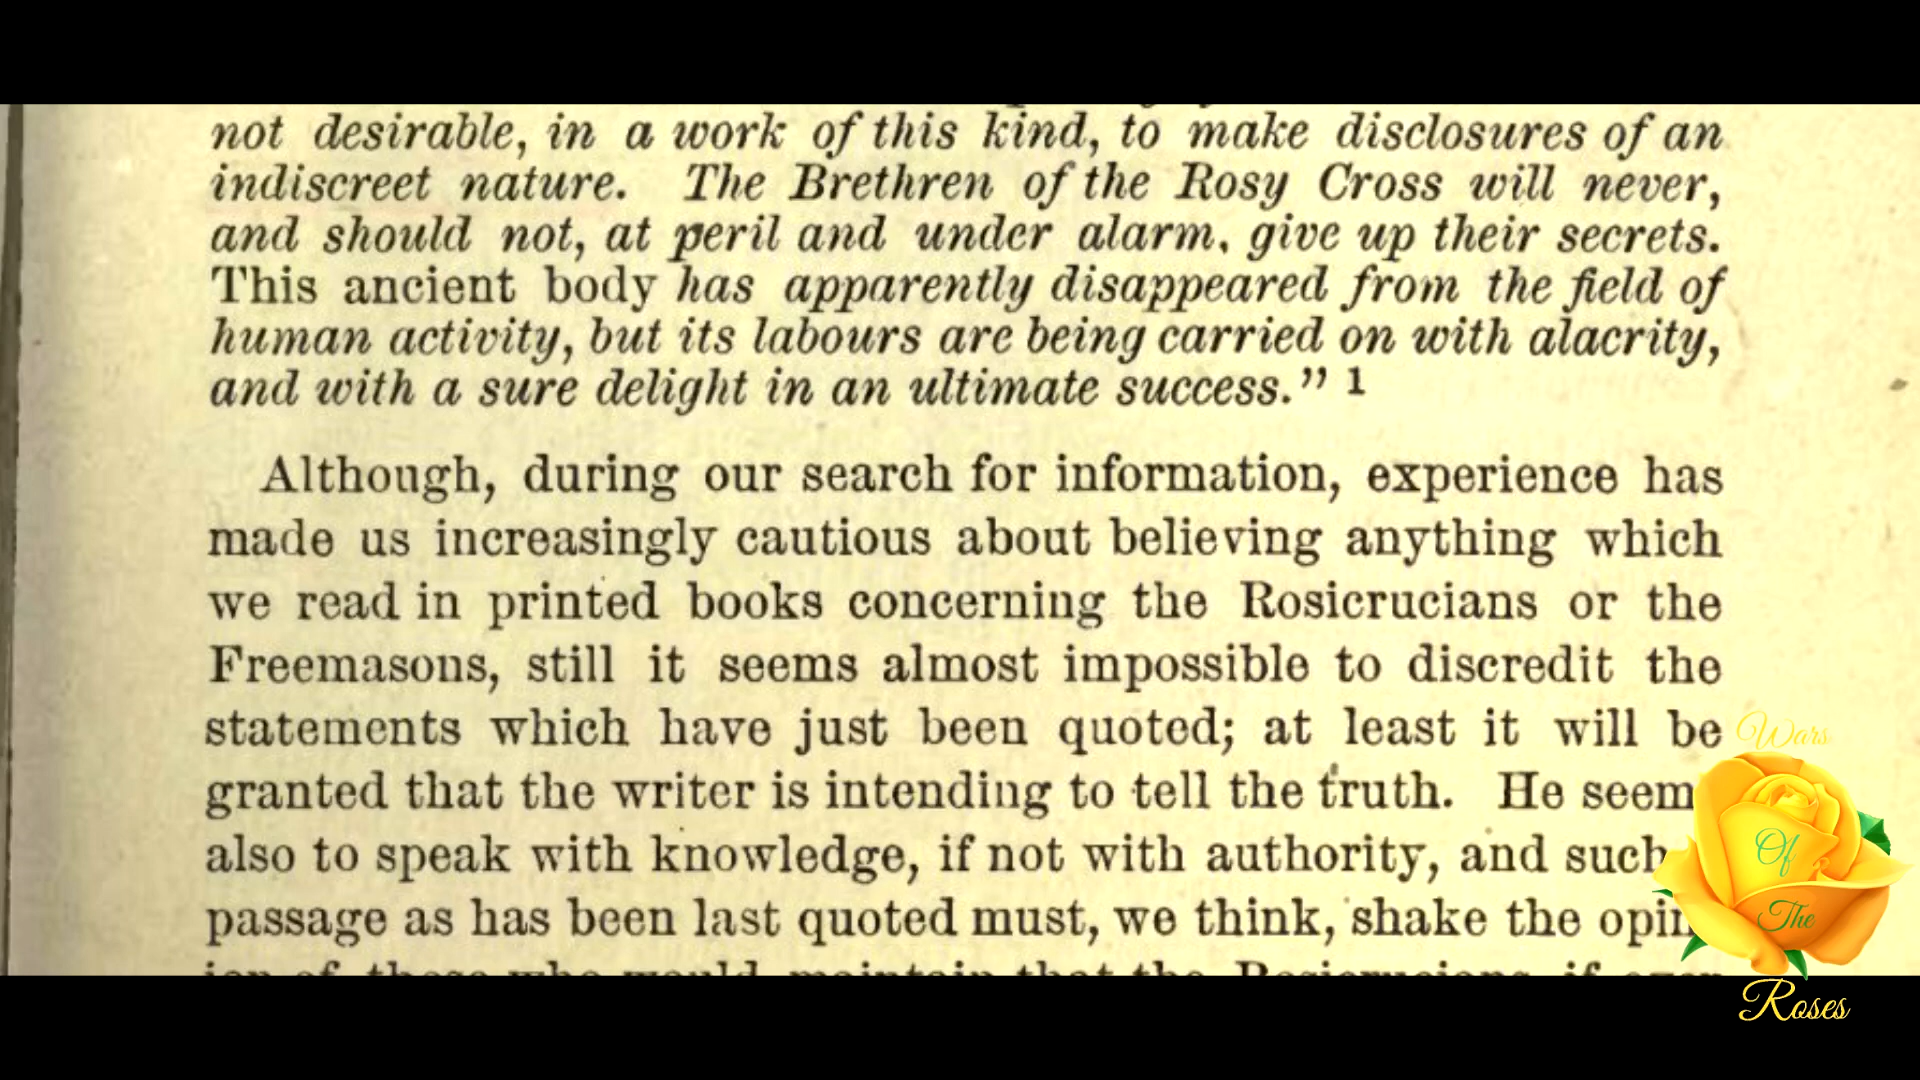 not desirable, in a work of this kind, to make disclosures of an
indiscreet nature. The Brethren of the Rosy Cross will never,
and should not, at peril and under alarm, give up their secrets.
This ancient body has apparently disappeared from the field of
human activity, but its labours are being carried on with alacrity,
and with a sure delight in an ultimate success." 1
Although, during our search for information, experience has
made us increasingly cautious about believing anything which
we read in printed books concerning the Rosicrucians or the
Freemasons, still it seems almost impossible to discredit the
statements which have just been quoted; at least it will be
granted that the writer is intending to tell the truth. He seem
also to speak with knowledge, if not with authority, and such
passage as has been last quoted must, we think, shake the opin
Wars
Of
The
Roses